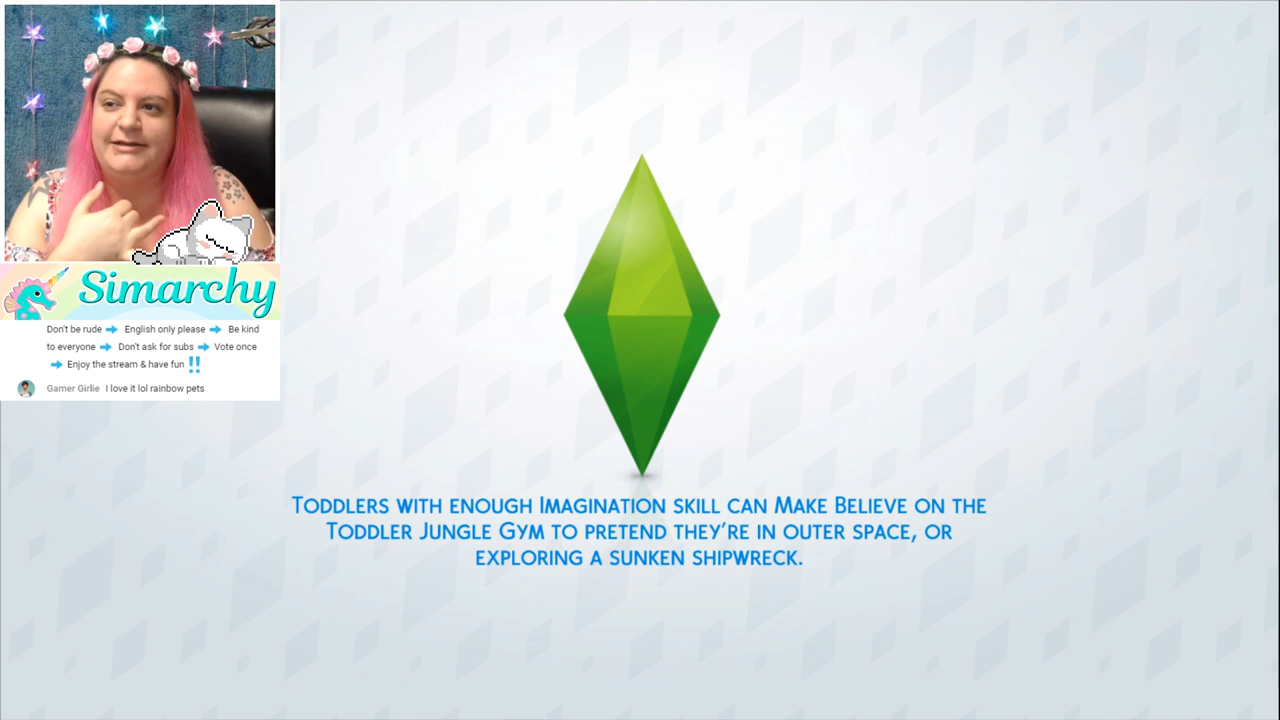 Simarchy
Don't be rude ➡ English only please ➡ Be kind
to everyone ➡ Don't ask for subs ➡ Vote once
➡ Enjoy the stream & have fun ‼
Gamer Girlie I love it lol rainbow pets
Toddlers with enough Imagination skill can Make Believe on the
Toddler Jungle Gym to pretend they're in outer space, or
exploring a sunken shipwreck.